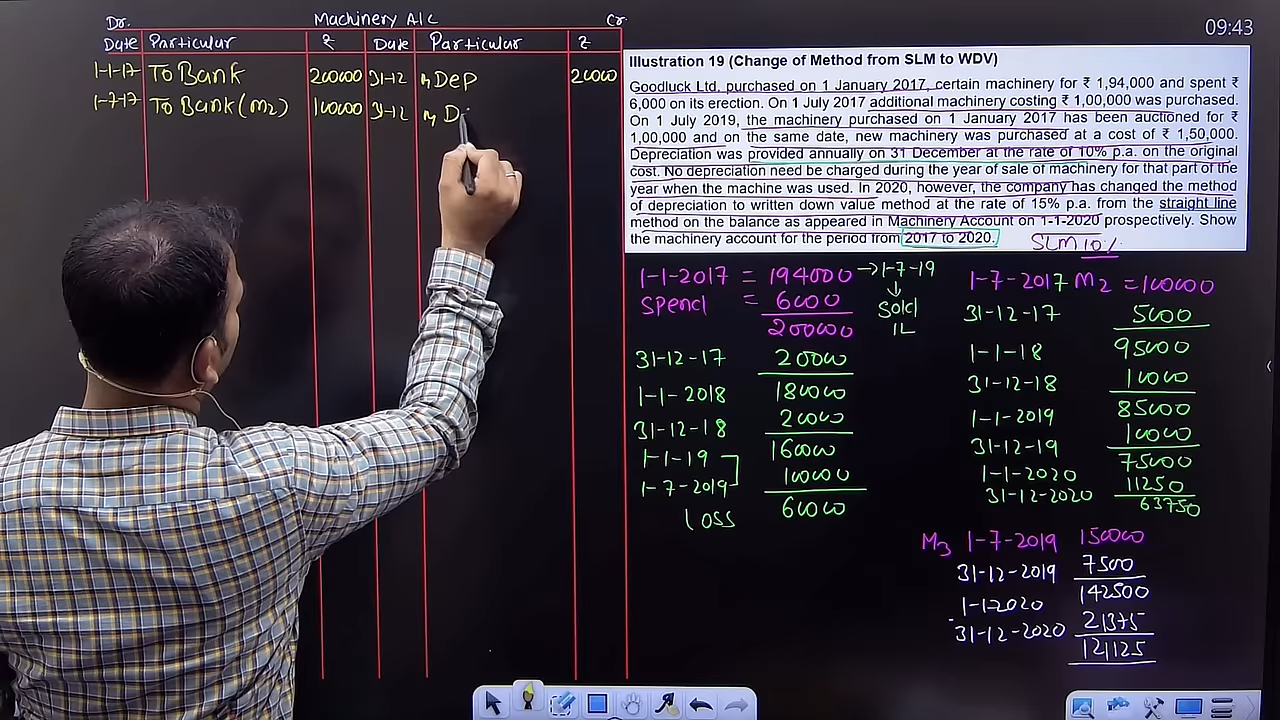 Dr. Machinery A/c Cr.
Date Particular ₹ Date Particular ₹
1-1-17 To Bank 200000 31-12 By Dep 20000
1-7-17 To Bank (M2) 100000 31-12 By D
09:43
Illustration 19 (Change of Method from SLM to WDV)
Goodluck Ltd. purchased on 1 January 2017, certain machinery for ₹ 1,94,000 and spent ₹
6,000 on its erection. On 1 July 2017 additional machinery costing ₹ 1,00,000 was purchased.
On 1 July 2019, the machinery purchased on 1 January 2017 has been auctioned for ₹
1,00,000 and on the same date, new machinery was purchased at a cost of ₹ 1,50,000.
Depreciation was provided annually on 31 December at the rate of 10% p.a. on the original
cost. No depreciation need be charged during the year of sale of machinery for that part of the
year when the machine was used. In 2020, however, the company has changed the method
of depreciation to written down value method at the rate of 15% p.a. from the straight line
method on the balance as appeared in Machinery Account on 1-1-2020 prospectively. Show
the machinery account for the period from 2017 to 2020.
SLM 10%
1-1-2017 = 194000 → 1-7-19
Spend = 6000 ↓ Sold
200000 1L
31-12-17 20000
1-1-2018 180000
31-12-18 20000
1-1-19 160000
1-7-2019 100000
Loss 60000
1-7-2017 M2 = 100000
31-12-17 5000
1-1-18 95000
31-12-18 10000
1-1-2019 85000
31-12-19 10000
1-1-2020 75000
31-12-2020 11250
63750
M3 1-7-2019 150000
31-12-2019 7500
1-1-2020 142500
31-12-2020 21375
121125